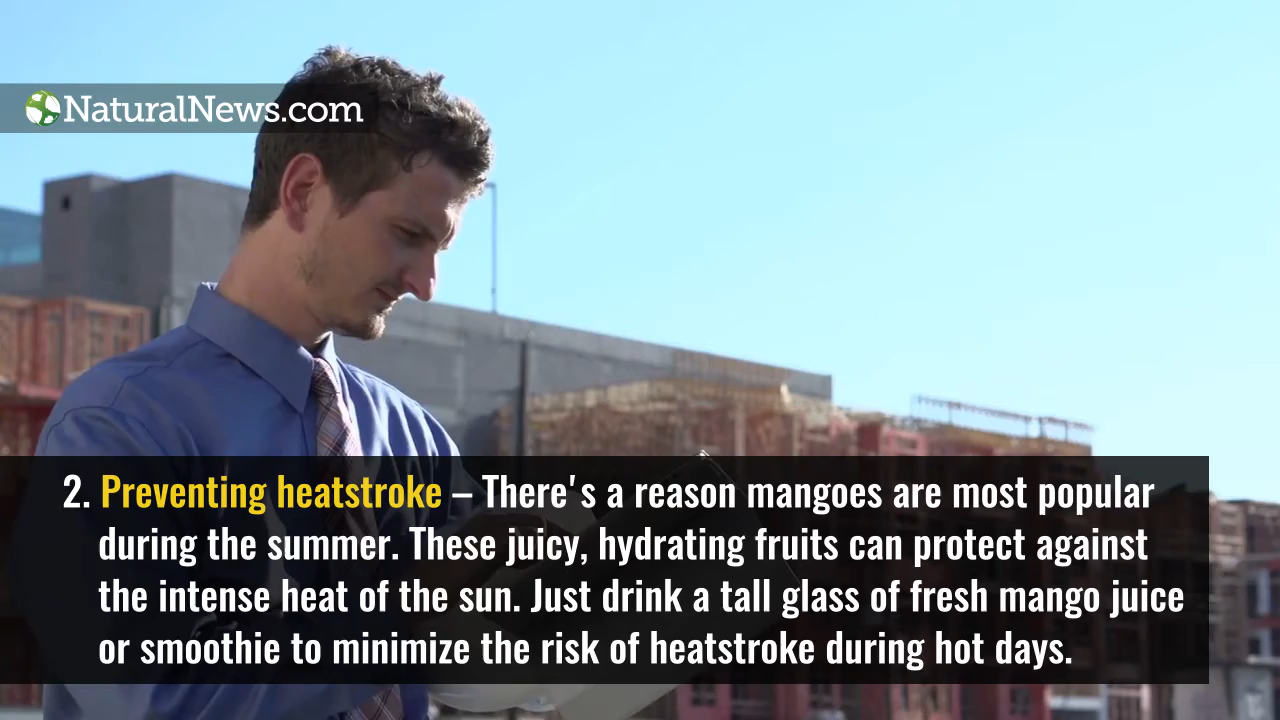 NaturalNews.com
2. Preventing heatstroke – There's a reason mangoes are most popular
during the summer. These juicy, hydrating fruits can protect against
the intense heat of the sun. Just drink a tall glass of fresh mango juice
or smoothie to minimize the risk of heatstroke during hot days.